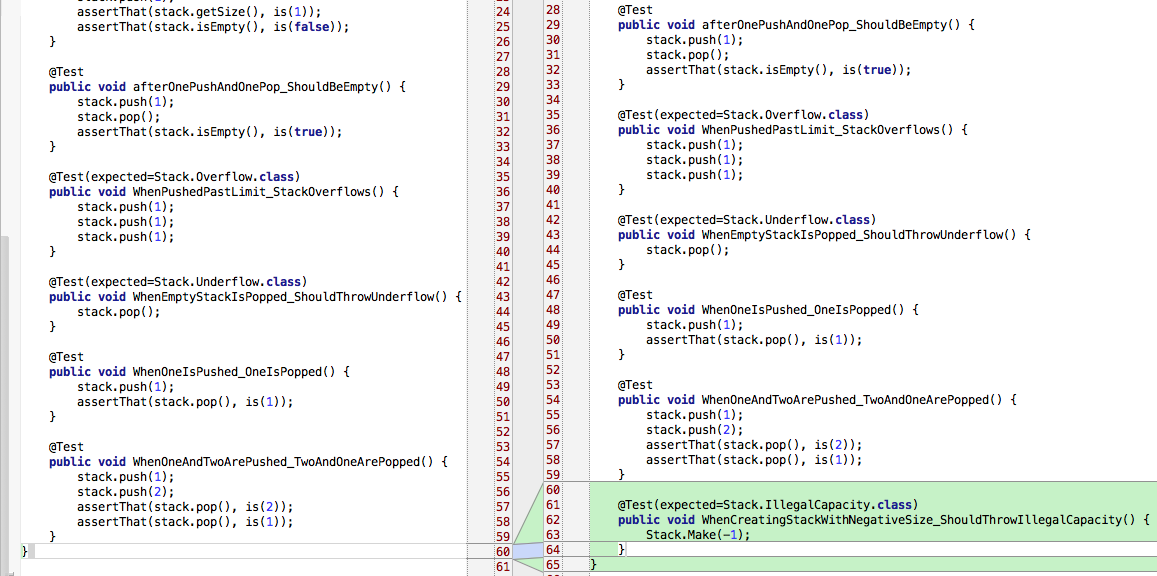 assertThat(stack.getSize(), is(1));
assertThat(stack.isEmpty(), is(false));
}
@Test
public void afterOnePushAndOnePop_ShouldBeEmpty() {
stack.push(1);
stack.pop();
assertThat(stack.isEmpty(), is(true));
}
@Test(expected=Stack.Overflow.class)
public void WhenPushedPastLimit_StackOverflows() {
stack.push(1);
stack.push(1);
stack.push(1);
}
@Test(expected=Stack.Underflow.class)
public void WhenEmptyStackIsPopped_ShouldThrowUnderflow() {
stack.pop();
}
@Test
public void WhenOneIsPushed_OneIsPopped() {
stack.push(1);
assertThat(stack.pop(), is(1));
}
@Test
public void WhenOneAndTwoArePushed_TwoAndOneArePopped() {
stack.push(1);
stack.push(2);
assertThat(stack.pop(), is(2));
assertThat(stack.pop(), is(1));
}
}
24
25
26
27
28
29
30
31
32
33
34
35
36
37
38
39
40
41
42
43
44
45
46
47
48
49
50
51
52
53
54
55
56
57
58
59
60
61
28 @Test
29 public void afterOnePushAndOnePop_ShouldBeEmpty() {
30 stack.push(1);
31 stack.pop();
32 assertThat(stack.isEmpty(), is(true));
33 }
34
35 @Test(expected=Stack.Overflow.class)
36 public void WhenPushedPastLimit_StackOverflows() {
37 stack.push(1);
38 stack.push(1);
39 stack.push(1);
40 }
41
42 @Test(expected=Stack.Underflow.class)
43 public void WhenEmptyStackIsPopped_ShouldThrowUnderflow() {
44 stack.pop();
45 }
46
47 @Test
48 public void WhenOneIsPushed_OneIsPopped() {
49 stack.push(1);
50 assertThat(stack.pop(), is(1));
51 }
52
53 @Test
54 public void WhenOneAndTwoArePushed_TwoAndOneArePopped() {
55 stack.push(1);
56 stack.push(2);
57 assertThat(stack.pop(), is(2));
58 assertThat(stack.pop(), is(1));
59 }
60
61 @Test(expected=Stack.IllegalCapacity.class)
62 public void WhenCreatingStackWithNegativeSize_ShouldThrowIllegalCapacity() {
63 Stack.Make(-1);
64 }
65 }